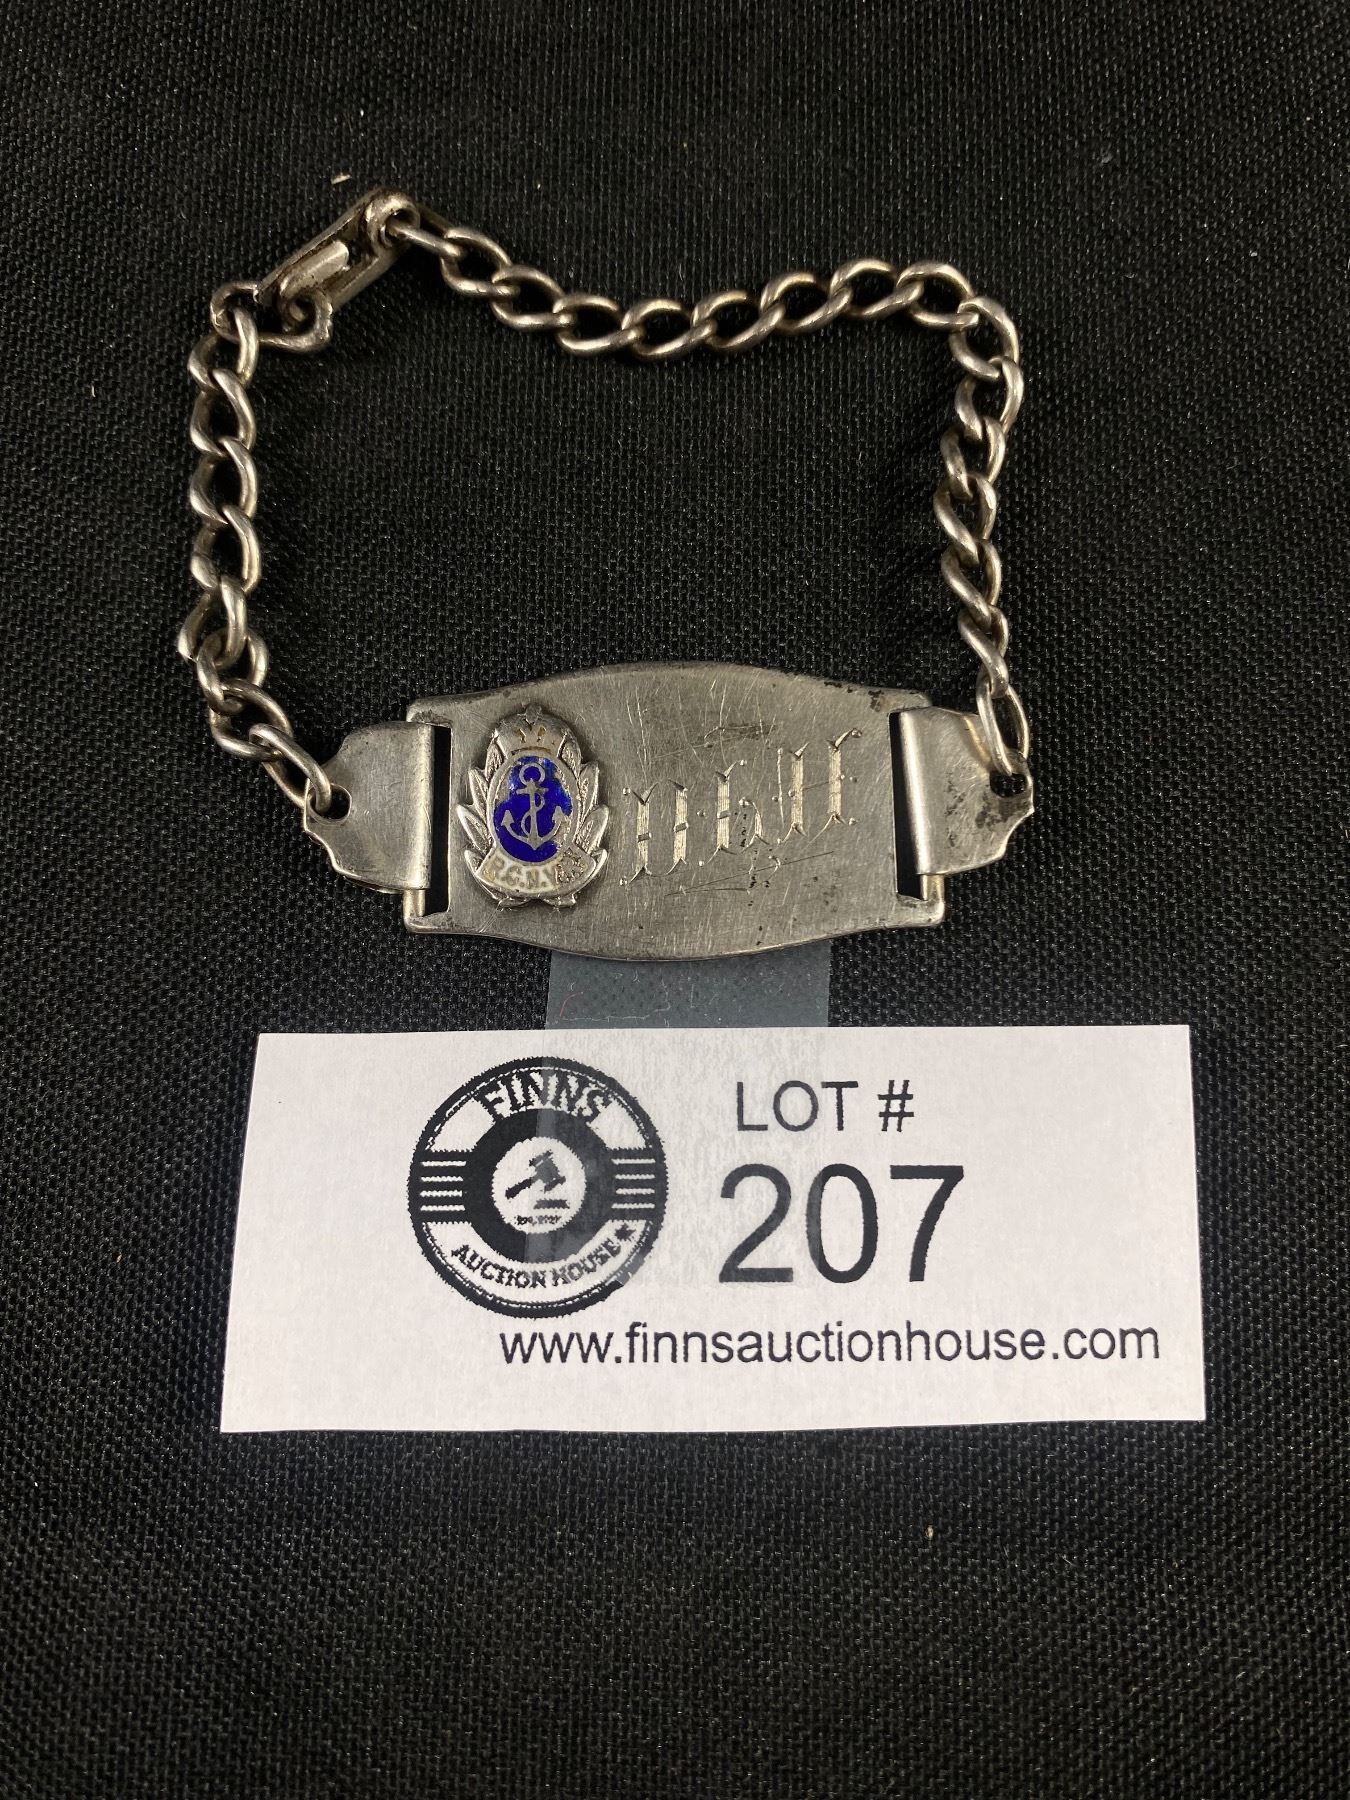 R.C.N.V.R.
FINNS
AUCTION HOUSE
LOT #
207
www.finnsauctionhouse.com